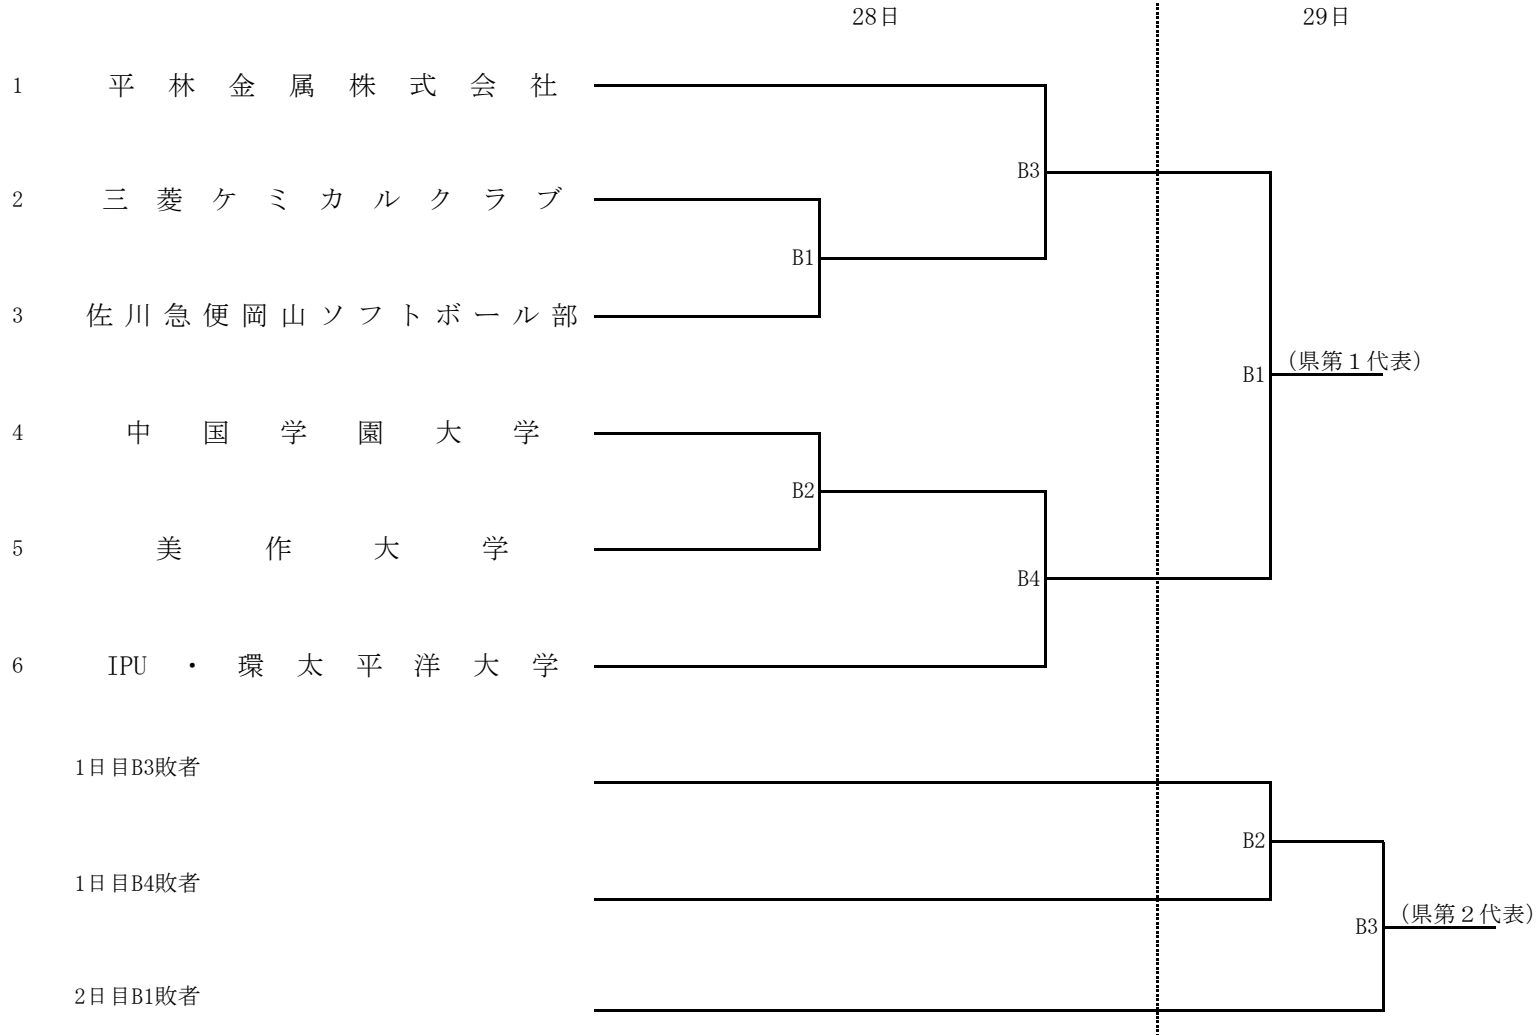 28日 29日
1 平林金属株式会社
B3
2 三菱ケミカルクラブ
B1
3 佐川急便岡山ソフトボール部
(県第１代表)
B1
4 中国学園大学
B2
5 美作大学
B4
6 IPU・環太平洋大学
1日目B3敗者
B2
1日目B4敗者
(県第２代表)
B3
2日目B1敗者